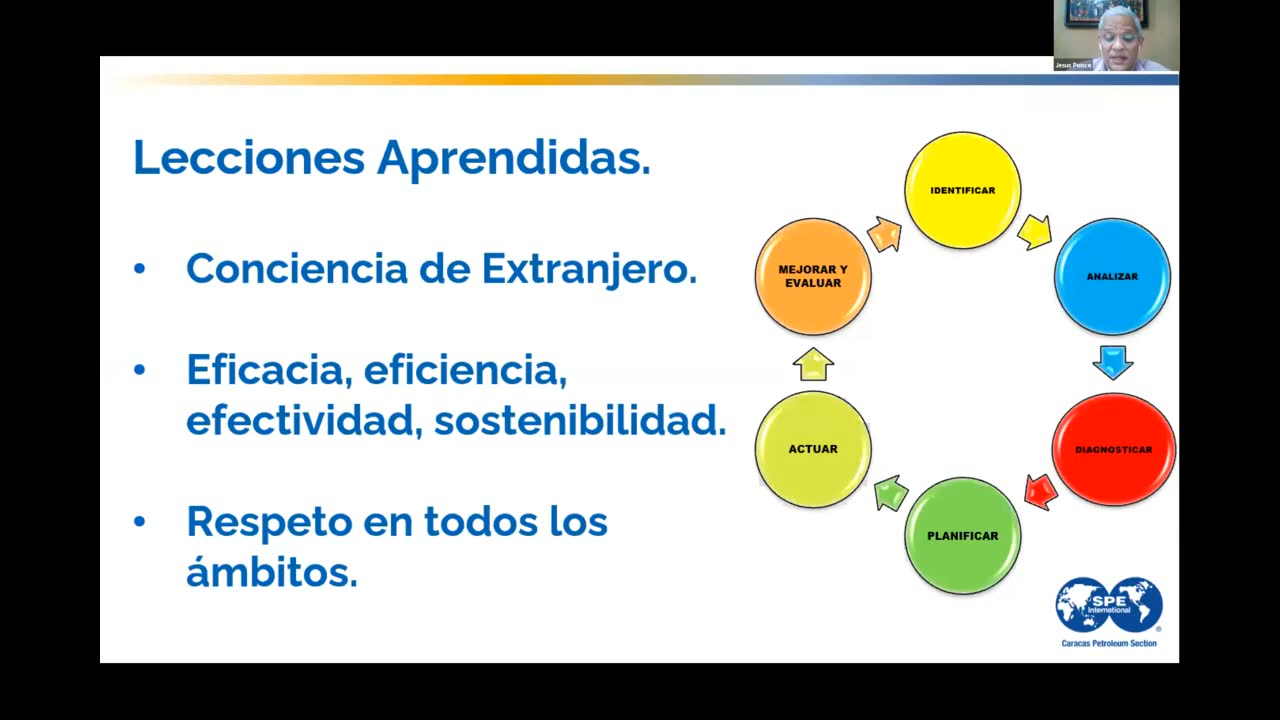 Jesus Ponce
Lecciones Aprendidas.
• Conciencia de Extranjero.
• Eficacia, eficiencia,
efectividad, sostenibilidad.
• Respeto en todos los
ámbitos.
IDENTIFICAR
ANALIZAR
DIAGNOSTICAR
PLANIFICAR
ACTUAR
MEJORAR Y
EVALUAR
SPE
International
®
Caracas Petroleum Section